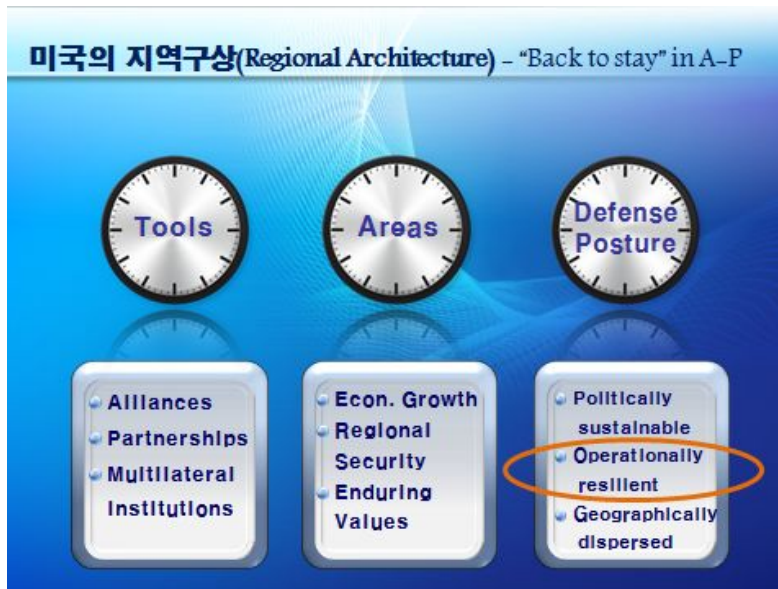 미국의 지역구상(Regional Architecture) – “Back to stay” in A–P
Tools
Areas
Defense
Posture
Alliances
Partnerships
Multilateral
Institutions
Econ. Growth
Regional
Security
Enduring
Values
Politically
sustainable
Operationally
resilient
Geographically
dispersed